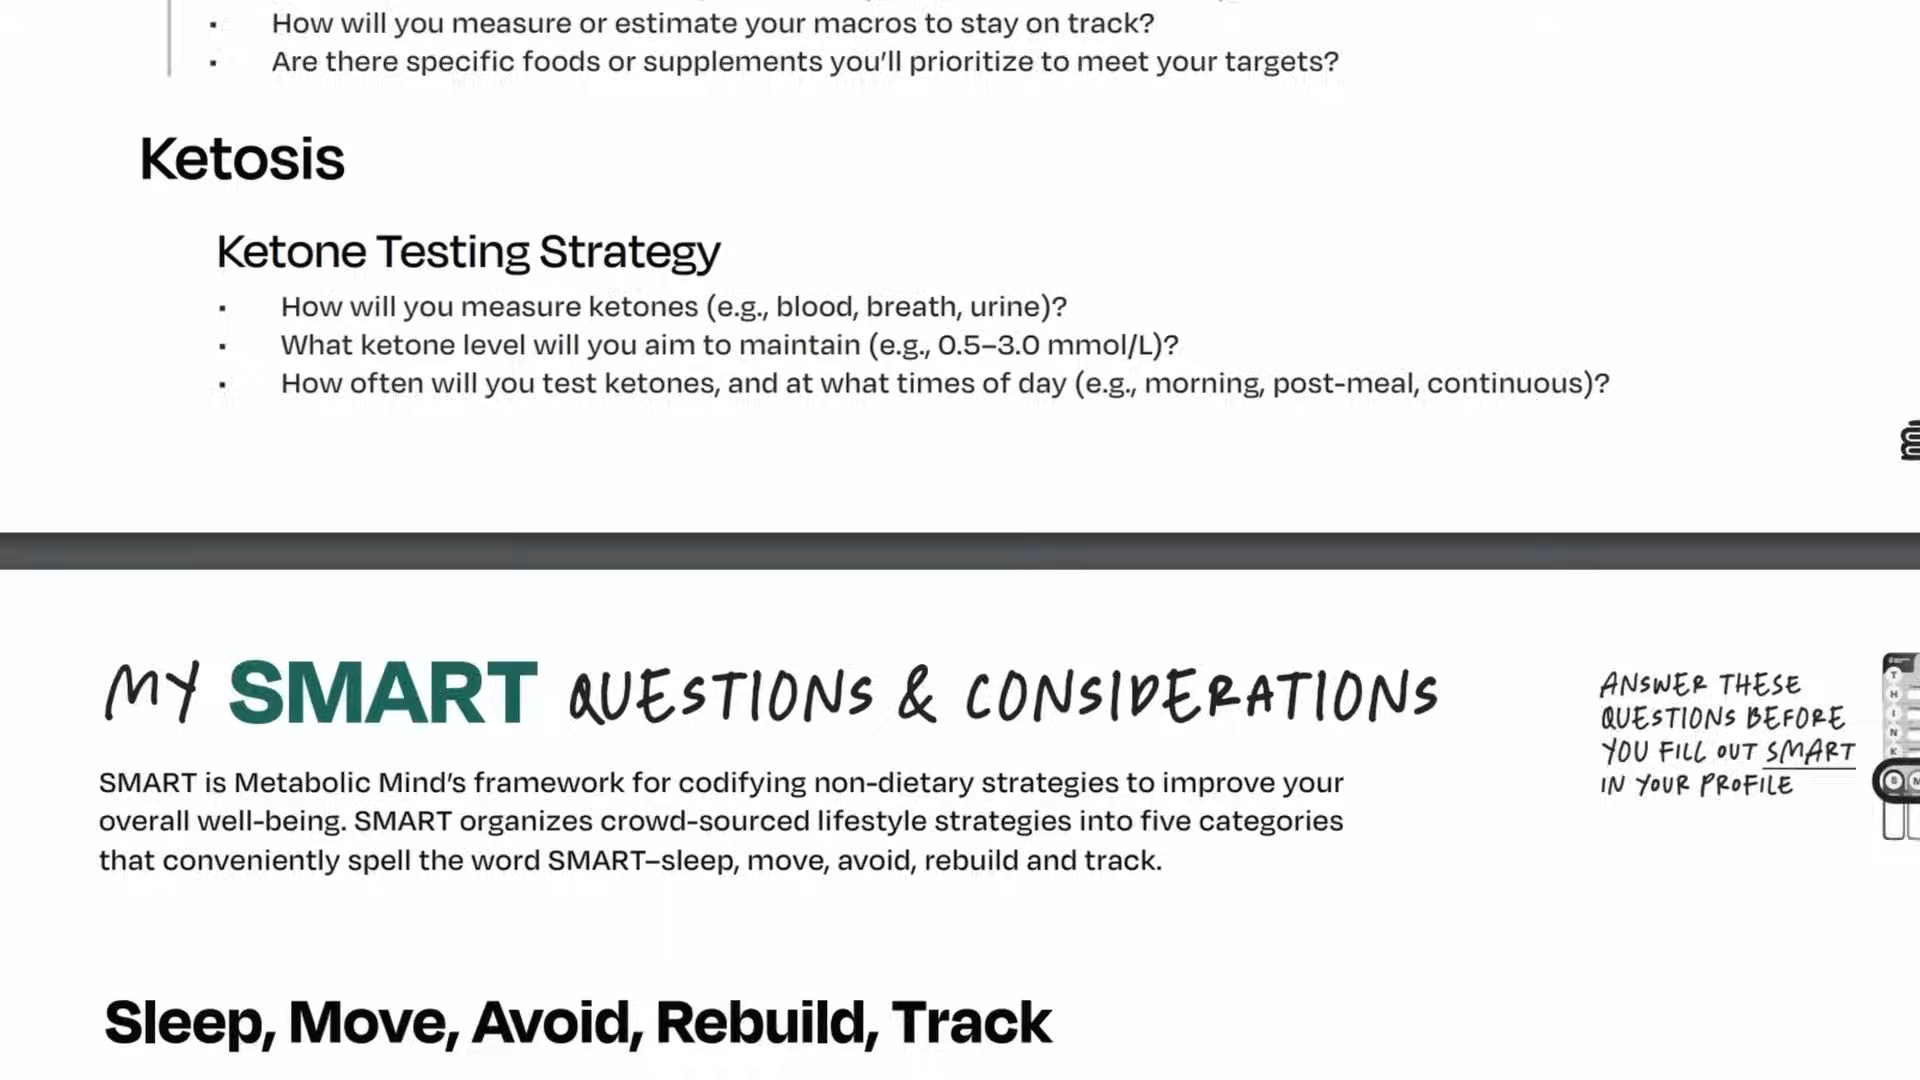 How will you measure or estimate your macros to stay on track?
Are there specific foods or supplements you'll prioritize to meet your targets?
Ketosis
Ketone Testing Strategy
How will you measure ketones (e.g., blood, breath, urine)?
What ketone level will you aim to maintain (e.g., 0.5–3.0 mmol/L)?
How often will you test ketones, and at what times of day (e.g., morning, post-meal, continuous)?
MY SMART QUESTIONS & CONSIDERATIONS
ANSWER THESE
QUESTIONS BEFORE
YOU FILL OUT SMART
IN YOUR PROFILE
T
H
I
N
K
S
SMART is Metabolic Mind's framework for codifying non-dietary strategies to improve your
overall well-being. SMART organizes crowd-sourced lifestyle strategies into five categories
that conveniently spell the word SMART–sleep, move, avoid, rebuild and track.
Sleep, Move, Avoid, Rebuild, Track